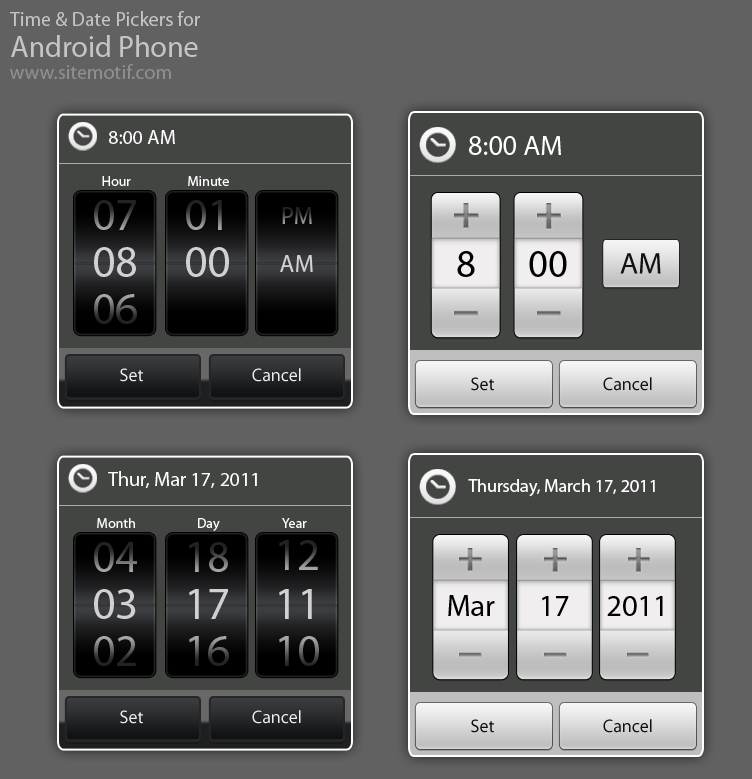 Time & Date Pickers for
Android Phone
www.sitemotif.com
8:00 AM
Hour Minute
07 01 PM
08 00 AM
06
Set Cancel
8:00 AM
+ +
8 00 AM
− −
Set Cancel
Thur, Mar 17, 2011
Month Day Year
04 18 12
03 17 11
02 16 10
Set Cancel
Thursday, March 17, 2011
+ + +
Mar 17 2011
− − −
Set Cancel